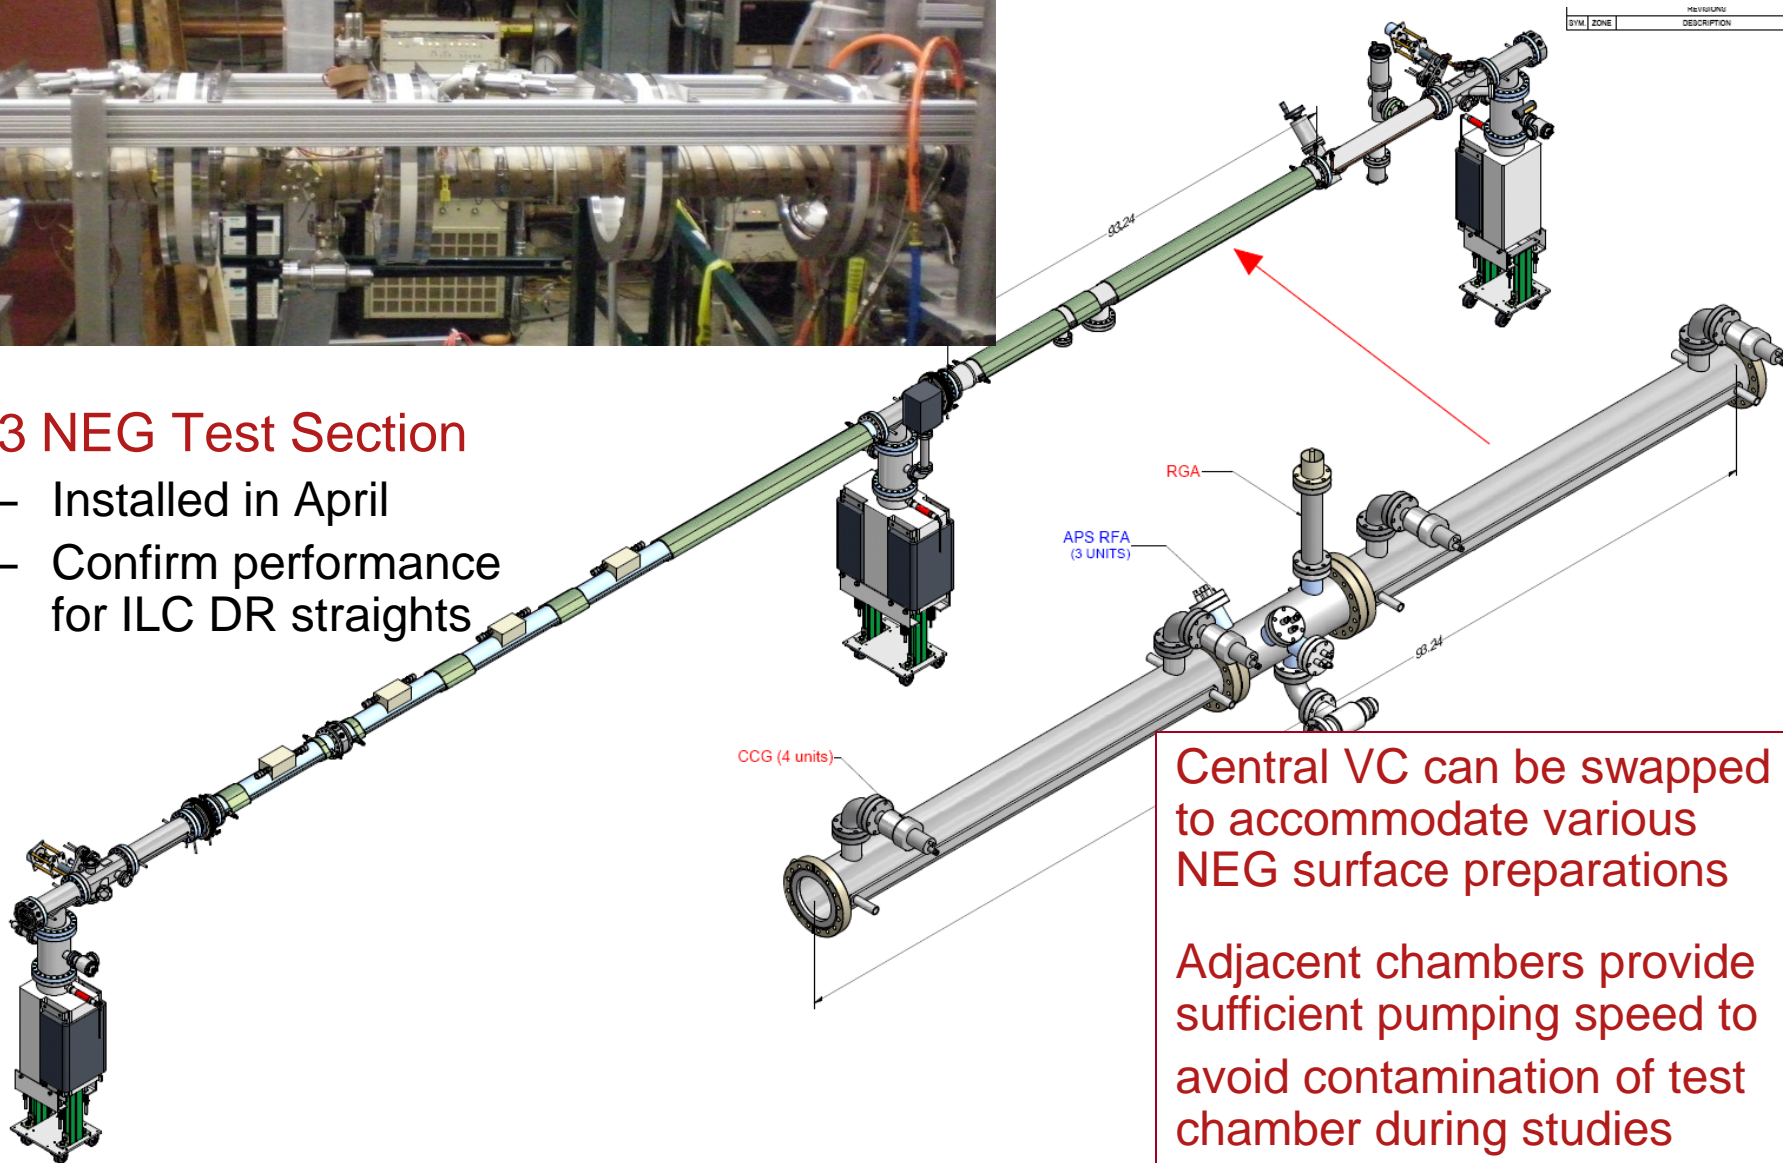 REVISIONS
SYM. ZONE DESCRIPTION
93.24
3 NEG Test Section
– Installed in April
– Confirm performance
for ILC DR straights
RGA
APS RFA
(3 UNITS)
93.24
CCG (4 units)
Central VC can be swapped
to accommodate various
NEG surface preparations
Adjacent chambers provide
sufficient pumping speed to
avoid contamination of test
chamber during studies